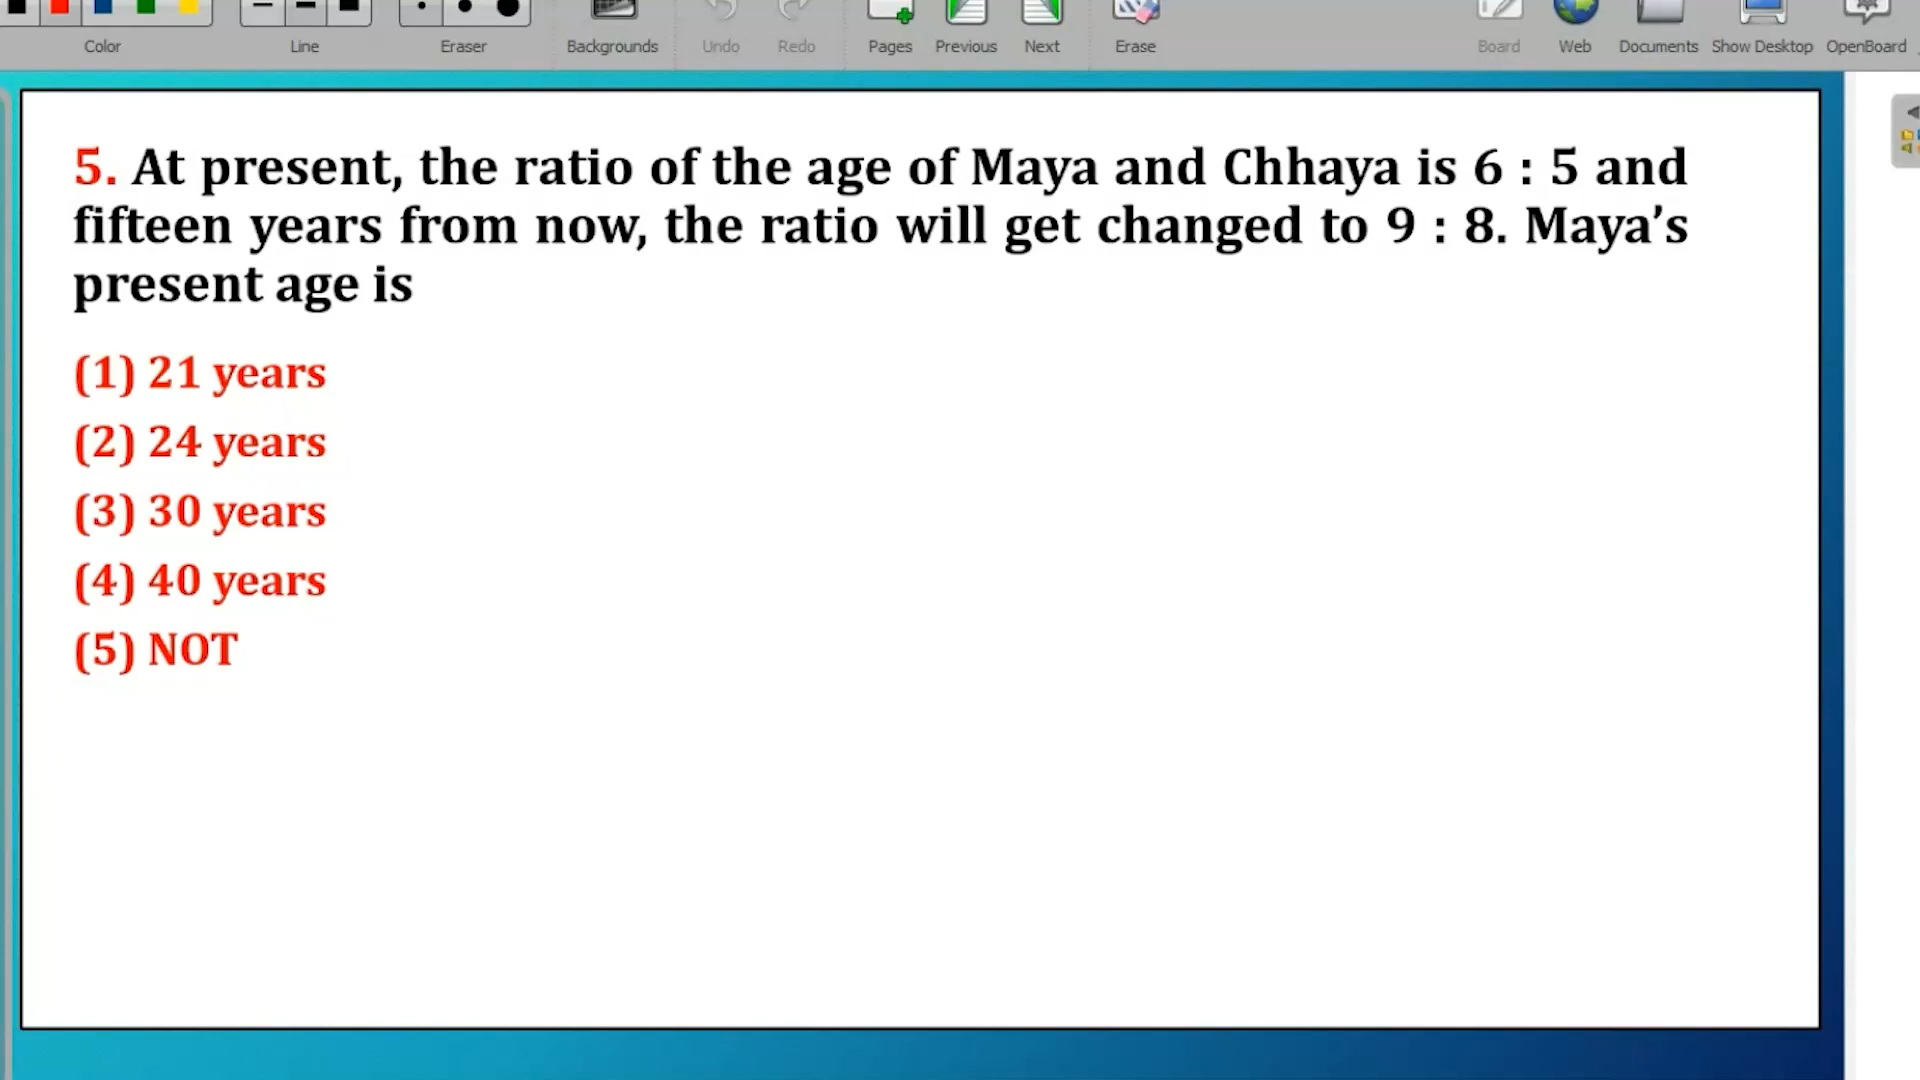 Color Line Eraser Backgrounds Undo Redo Pages Previous Next Erase Board Web Documents Show Desktop OpenBoard
5. At present, the ratio of the age of Maya and Chhaya is 6 : 5 and
fifteen years from now, the ratio will get changed to 9 : 8. Maya’s
present age is
(1) 21 years
(2) 24 years
(3) 30 years
(4) 40 years
(5) NOT